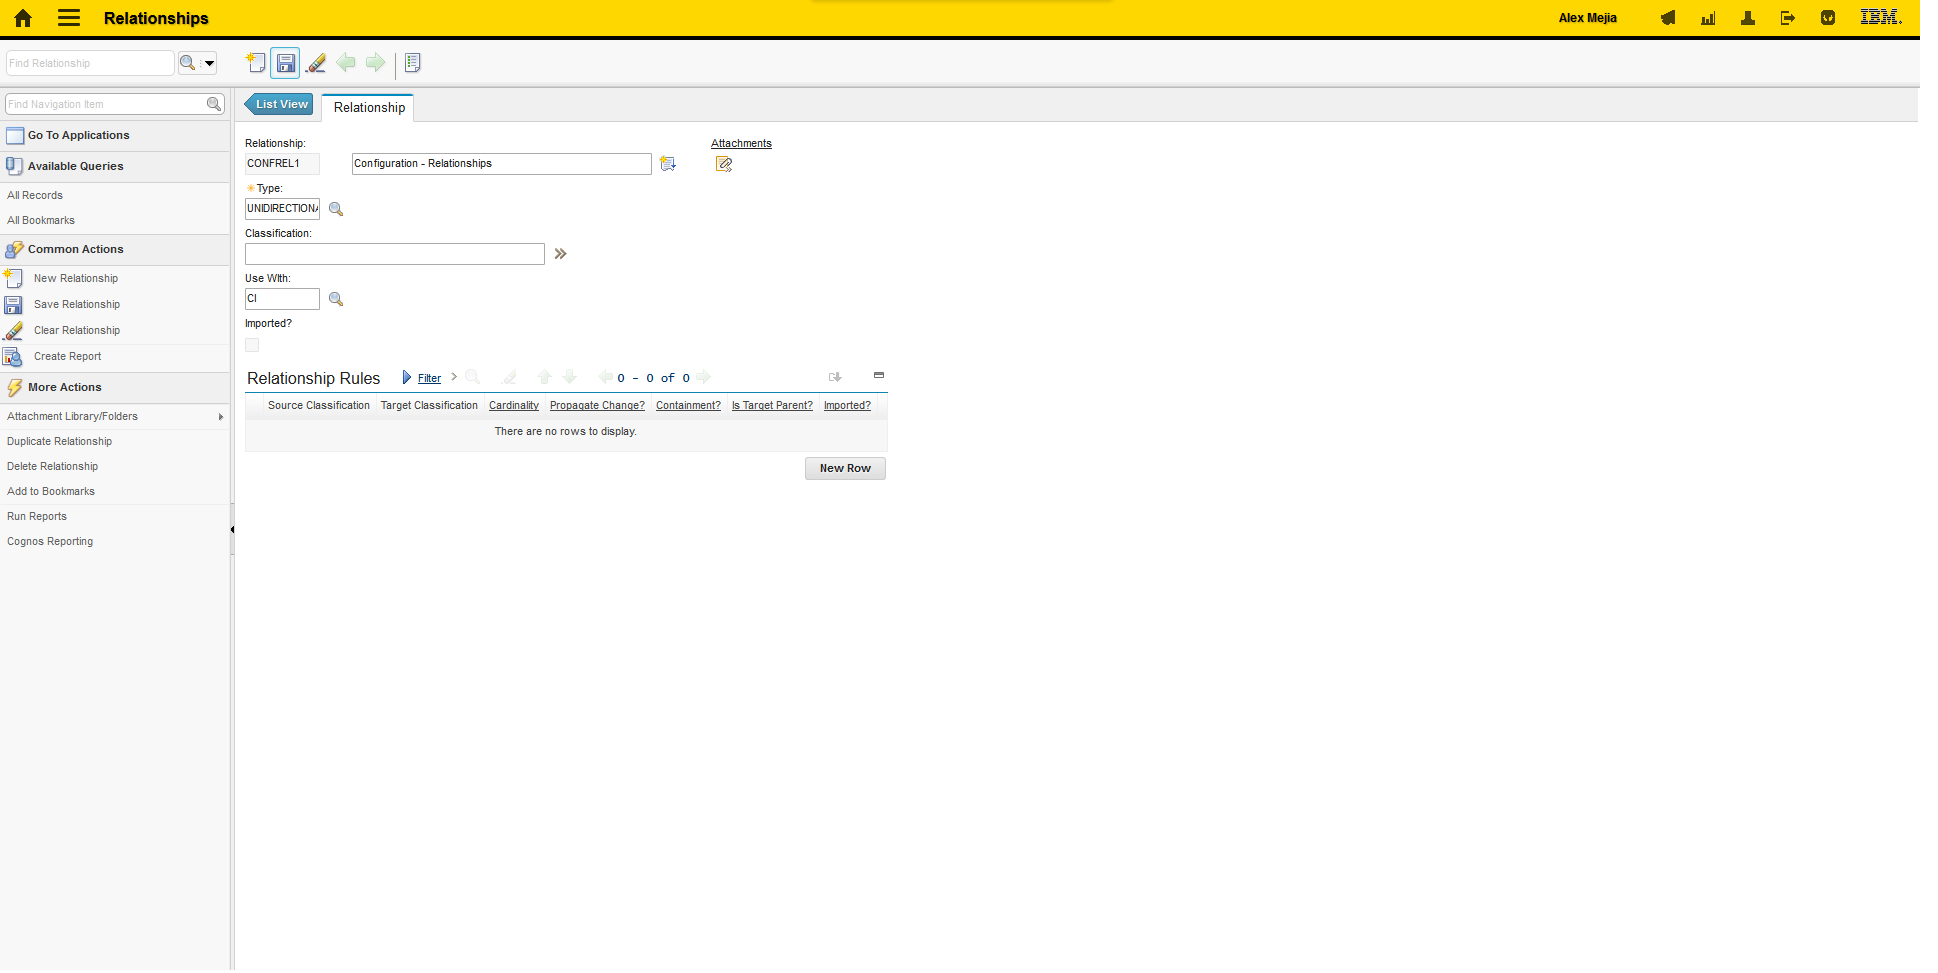 Relationships
Alex Mejia
IBM.
Find Relationship
Find Navigation Item
List View
Relationship
Go To Applications
Available Queries
All Records
All Bookmarks
Common Actions
New Relationship
Save Relationship
Clear Relationship
Create Report
More Actions
Attachment Library/Folders
Duplicate Relationship
Delete Relationship
Add to Bookmarks
Run Reports
Cognos Reporting
Relationship:
Attachments
CONFREL1
Configuration - Relationships
Type:
UNIDIRECTIONA
Classification:
Use With:
CI
Imported?
Relationship Rules
Filter
0 - 0 of 0
Source Classification Target Classification Cardinality Propagate Change? Containment? Is Target Parent? Imported?
There are no rows to display.
New Row